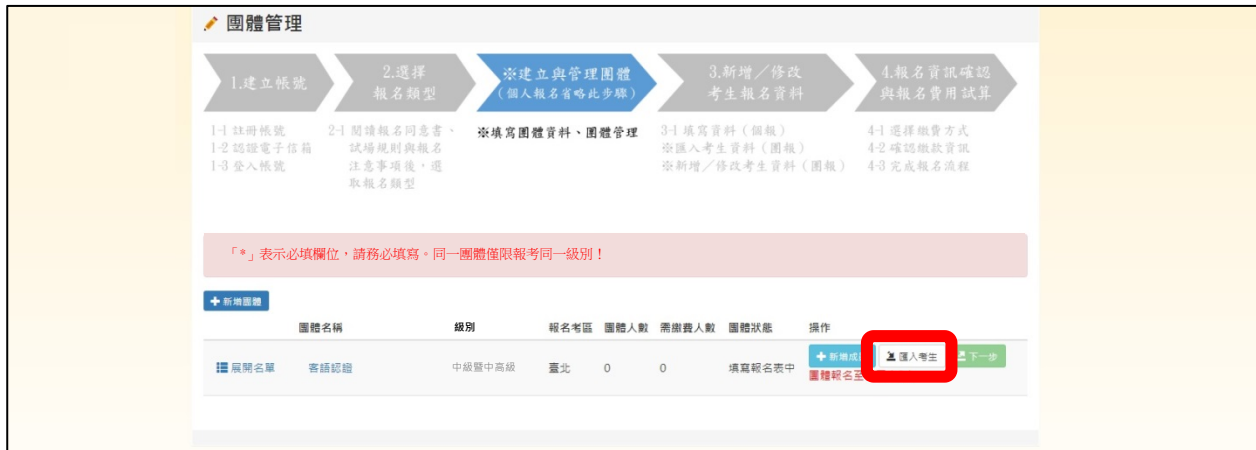 團體管理
1.建立帳號
2.選擇
報名類型
※建立與管理團體
(個人報名省略此步驟)
3.新增／修改
考生報名資料
4.報名資訊確認
與報名費用試算
1-1 註冊帳號
1-2 認證電子信箱
1-3 登入帳號
2-1 閱讀報名同意書、
試場規則與報名
注意事項後，選
取報名類型
※填寫團體資料、團體管理
3-1 填寫資料（個報）
※匯入考生資料（團報）
※新增／修改考生資料（團報）
4-1 選擇繳費方式
4-2 確認繳款資訊
4-3 完成報名流程
「*」表示必填欄位，請務必填寫。同一團體僅限報考同一級別！
新增團體
團體名稱 級別 報名考區 團體人數 需繳費人數 團體狀態 操作
展開名單 客語認證 中級暨中高級 臺北 0 0 填寫報名表中 新增成 匯入考生 下一步
團體報名至